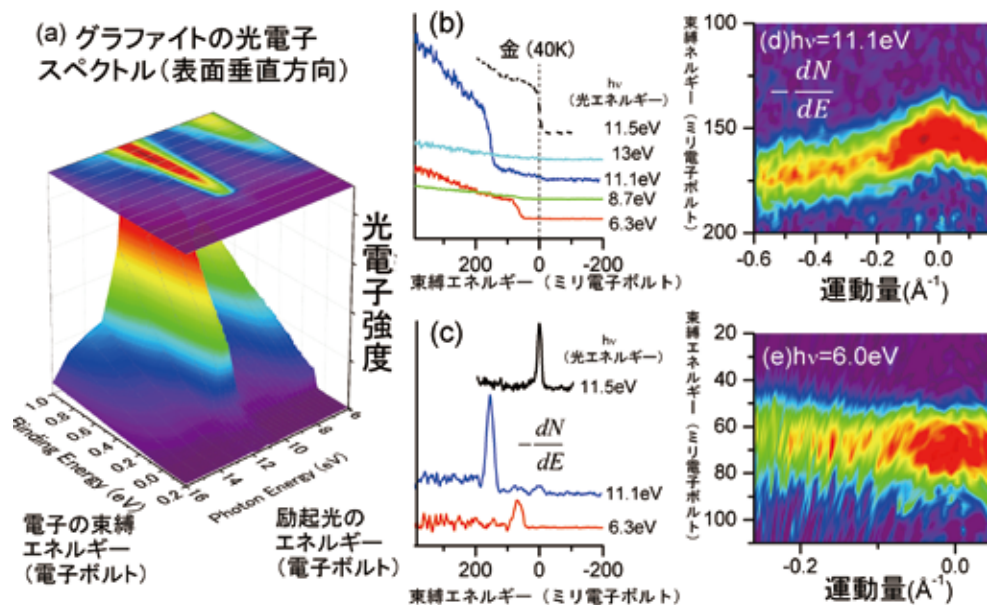 (a) グラファイトの光電子
スペクトル(表面垂直方向)
光電子強度
1.0
0.8
0.6
0.4
0.2
0.0
0.2
Binding Energy (eV)
16
14
12
10
8
6
Photon Energy (eV)
電子の束縛
エネルギー
(電子ボルト)
励起光の
エネルギー
(電子ボルト)
(b)
金 (40K)
hν
(光エネルギー)
11.5eV
13eV
11.1eV
8.7eV
6.3eV
200 0 -200
束縛エネルギー (ミリ電子ボルト)
(c)
hν
(光エネルギー)
11.5eV
-dN
dE
11.1eV
6.3eV
200 0 -200
束縛エネルギー (ミリ電子ボルト)
(d)hν=11.1eV
-dN
dE
束縛エネルギー (ミリ電子ボルト)
100
150
200
-0.6 -0.4 -0.2 0.0
運動量(Å⁻¹)
(e)hν=6.0eV
束縛エネルギー (ミリ電子ボルト)
20
40
60
80
100
-0.2 0.0
運動量(Å⁻¹)